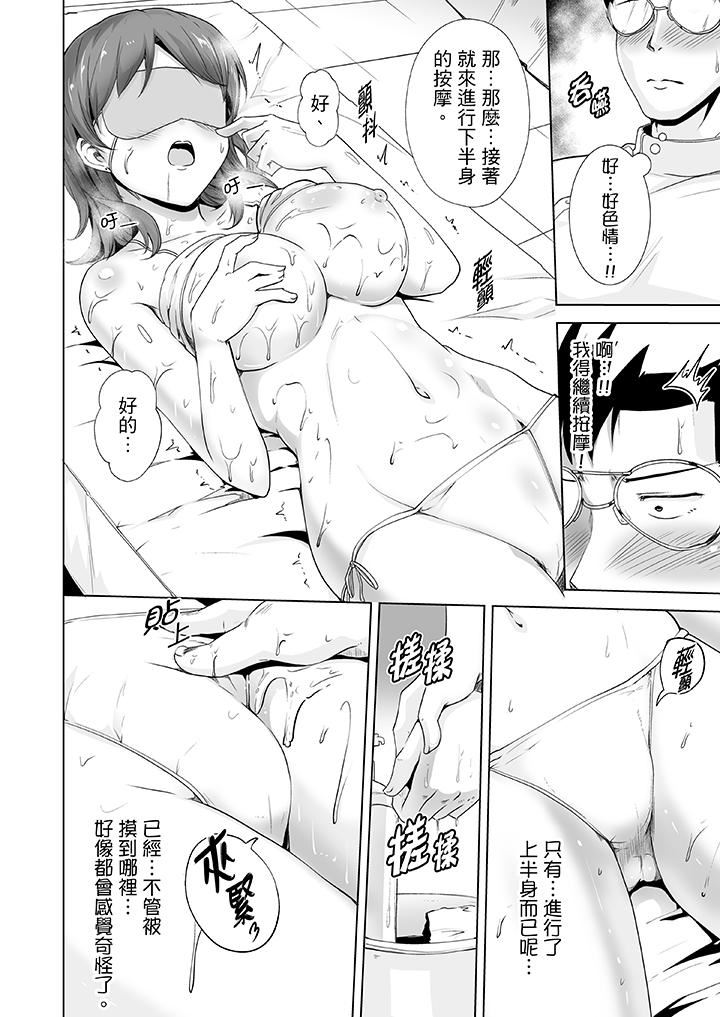 吞嚥
好…好色情…!!
那…那麼…接著
就來進行下半身
的按摩。
顫抖
好、
吁—
吁—
輕顫
好的…
啊…!!
我得繼續按摩!
輕顫
只有…進行了
上半身而已呢…
搓揉
搓揉
貼上
夾緊
已經…不管被
摸到哪裡…
好像都會感覺奇怪了。